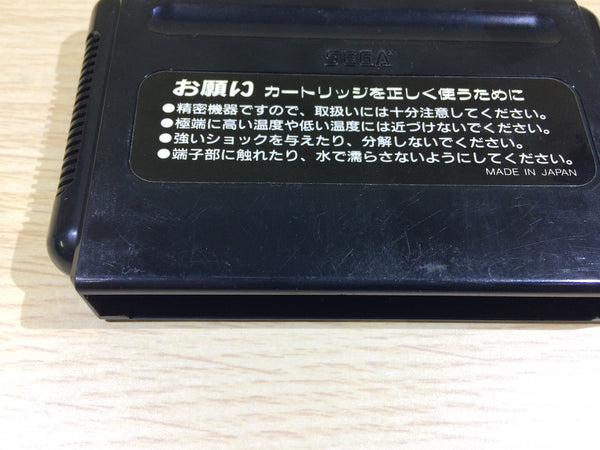 SEGA
お願い カートリッジを正しく使うために
●精密機器ですので、取扱いには十分注意してください。
●極端に高い温度や低い温度には近づけないでください。
●強いショックを与えたり、分解しないでください。
●端子部に触れたり、水で濡らさないようにしてください。
MADE IN JAPAN